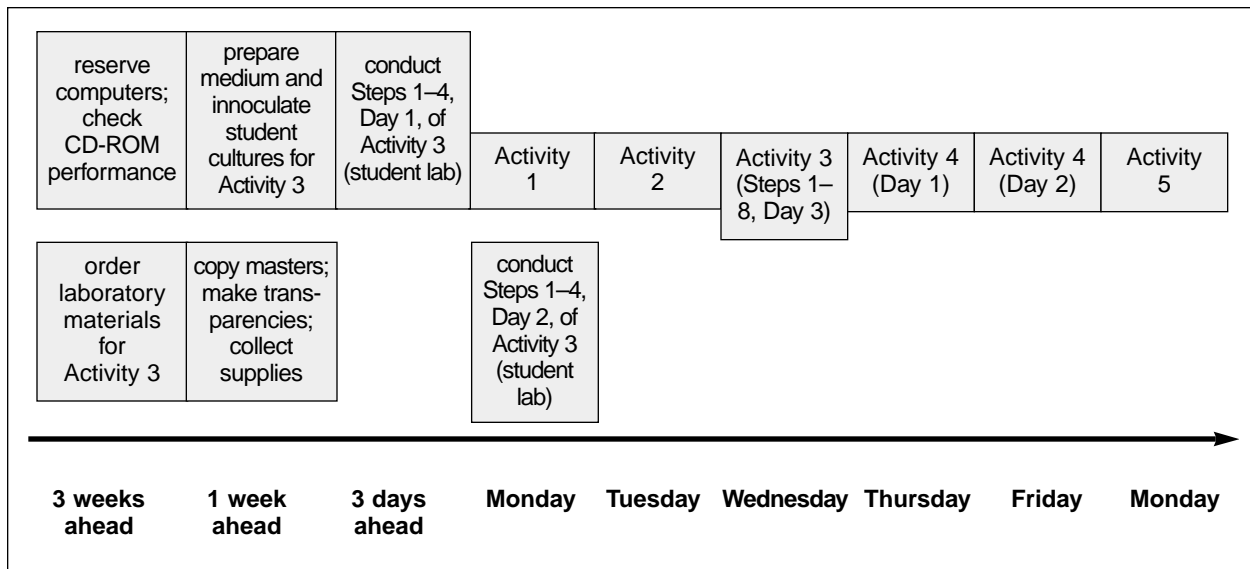 reserve
computers;
check
CD-ROM
performance
prepare
medium and
innoculate
student
cultures for
Activity 3
conduct
Steps 1–4,
Day 1, of
Activity 3
(student lab)
Activity
1
Activity
2
Activity 3
(Steps 1–
8, Day 3)
Activity 4
(Day 1)
Activity 4
(Day 2)
Activity
5
order
laboratory
materials
for
Activity 3
copy masters;
make trans-
parencies;
collect
supplies
conduct
Steps 1–4,
Day 2, of
Activity 3
(student
lab)
3 weeks
ahead
1 week
ahead
3 days
ahead
Monday
Tuesday
Wednesday
Thursday
Friday
Monday